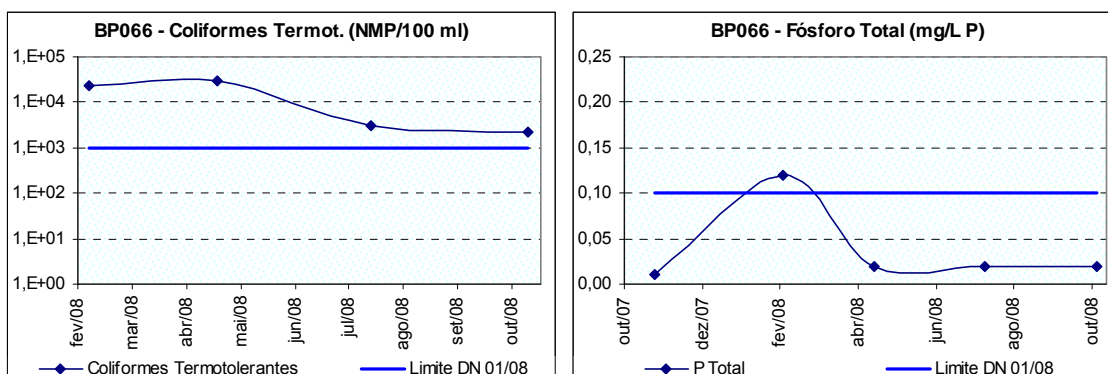 BP066 - Coliformes Termot. (NMP/100 ml)
1,E+05
1,E+04
1,E+03
1,E+02
1,E+01
1,E+00
fev/08
mar/08
abr/08
mai/08
jun/08
jul/08
ago/08
set/08
out/08
Coliformes Termotolerantes
Limite DN 01/08
BP066 - Fósforo Total (mg/L P)
0,25
0,20
0,15
0,10
0,05
0,00
out/07
dez/07
fev/08
abr/08
jun/08
ago/08
out/08
P Total
Limite DN 01/08